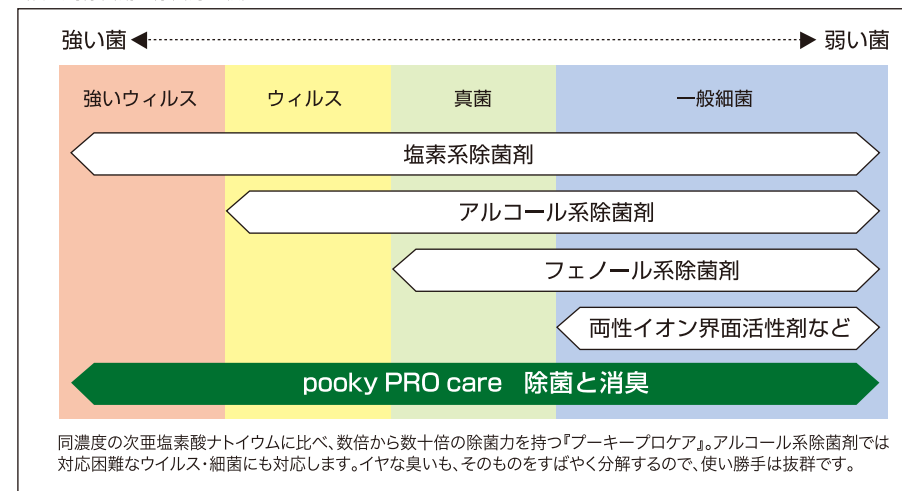 強い菌 弱い菌
強いウィルス ウィルス 真菌 一般細菌
塩素系除菌剤
アルコール系除菌剤
フェノール系除菌剤
両性イオン界面活性剤など
pooky PRO care 除菌と消臭
同濃度の次亜塩素酸ナトイウムに比べ、数倍から数十倍の除菌力を持つ『プーキープロケア』。アルコール系除菌剤では
対応困難なウイルス・細菌にも対応します。イヤな臭いも、そのものをすばやく分解するので、使い勝手は抜群です。